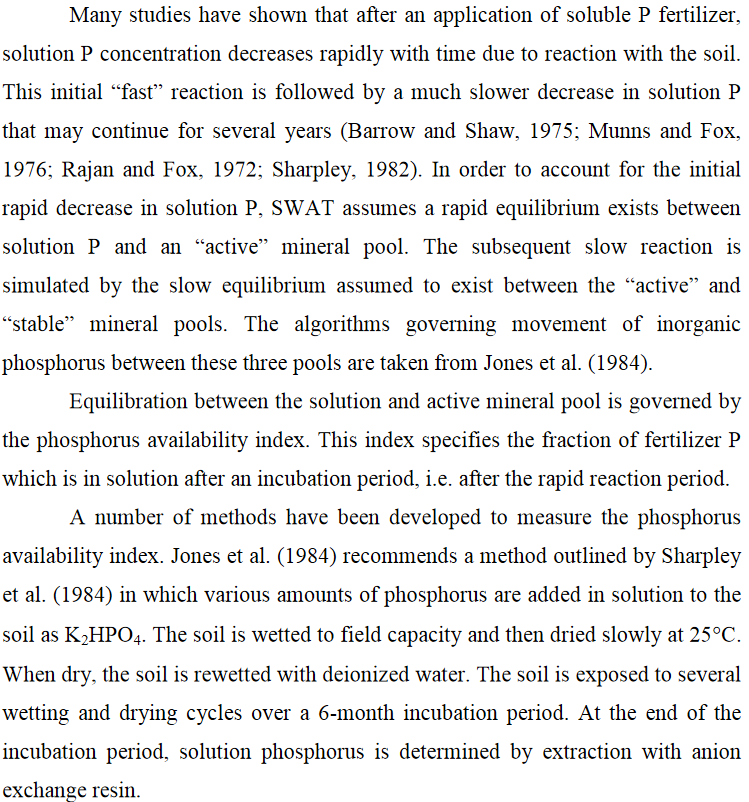 Many studies have shown that after an application of soluble P fertilizer,
solution P concentration decreases rapidly with time due to reaction with the soil.
This initial “fast” reaction is followed by a much slower decrease in solution P
that may continue for several years (Barrow and Shaw, 1975; Munns and Fox,
1976; Rajan and Fox, 1972; Sharpley, 1982). In order to account for the initial
rapid decrease in solution P, SWAT assumes a rapid equilibrium exists between
solution P and an “active” mineral pool. The subsequent slow reaction is
simulated by the slow equilibrium assumed to exist between the “active” and
“stable” mineral pools. The algorithms governing movement of inorganic
phosphorus between these three pools are taken from Jones et al. (1984).
Equilibration between the solution and active mineral pool is governed by
the phosphorus availability index. This index specifies the fraction of fertilizer P
which is in solution after an incubation period, i.e. after the rapid reaction period.
A number of methods have been developed to measure the phosphorus
availability index. Jones et al. (1984) recommends a method outlined by Sharpley
et al. (1984) in which various amounts of phosphorus are added in solution to the
soil as K₂HPO₄. The soil is wetted to field capacity and then dried slowly at 25°C.
When dry, the soil is rewetted with deionized water. The soil is exposed to several
wetting and drying cycles over a 6-month incubation period. At the end of the
incubation period, solution phosphorus is determined by extraction with anion
exchange resin.